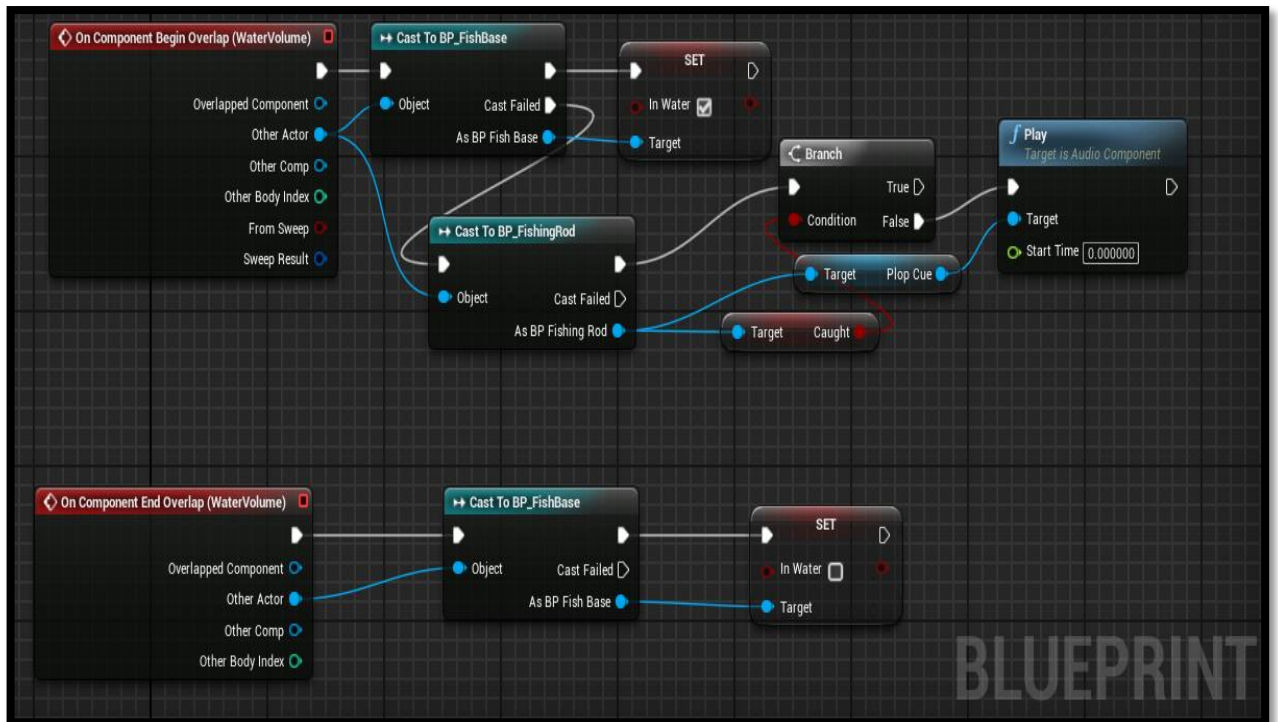 On Component Begin Overlap (WaterVolume)
Overlapped Component
Other Actor
Other Comp
Other Body Index
From Sweep
Sweep Result
Cast To BP_FishBase
Object
Cast Failed
As BP Fish Base
SET
In Water
Target
Cast To BP_FishingRod
Object
Cast Failed
As BP Fishing Rod
Branch
True
Condition
False
Target Plop Cue
Target Caught
f Play
Target is Audio Component
Target
Start Time 0.000000
On Component End Overlap (WaterVolume)
Overlapped Component
Other Actor
Other Comp
Other Body Index
Cast To BP_FishBase
Object
Cast Failed
As BP Fish Base
SET
In Water
Target
BLUEPRINT